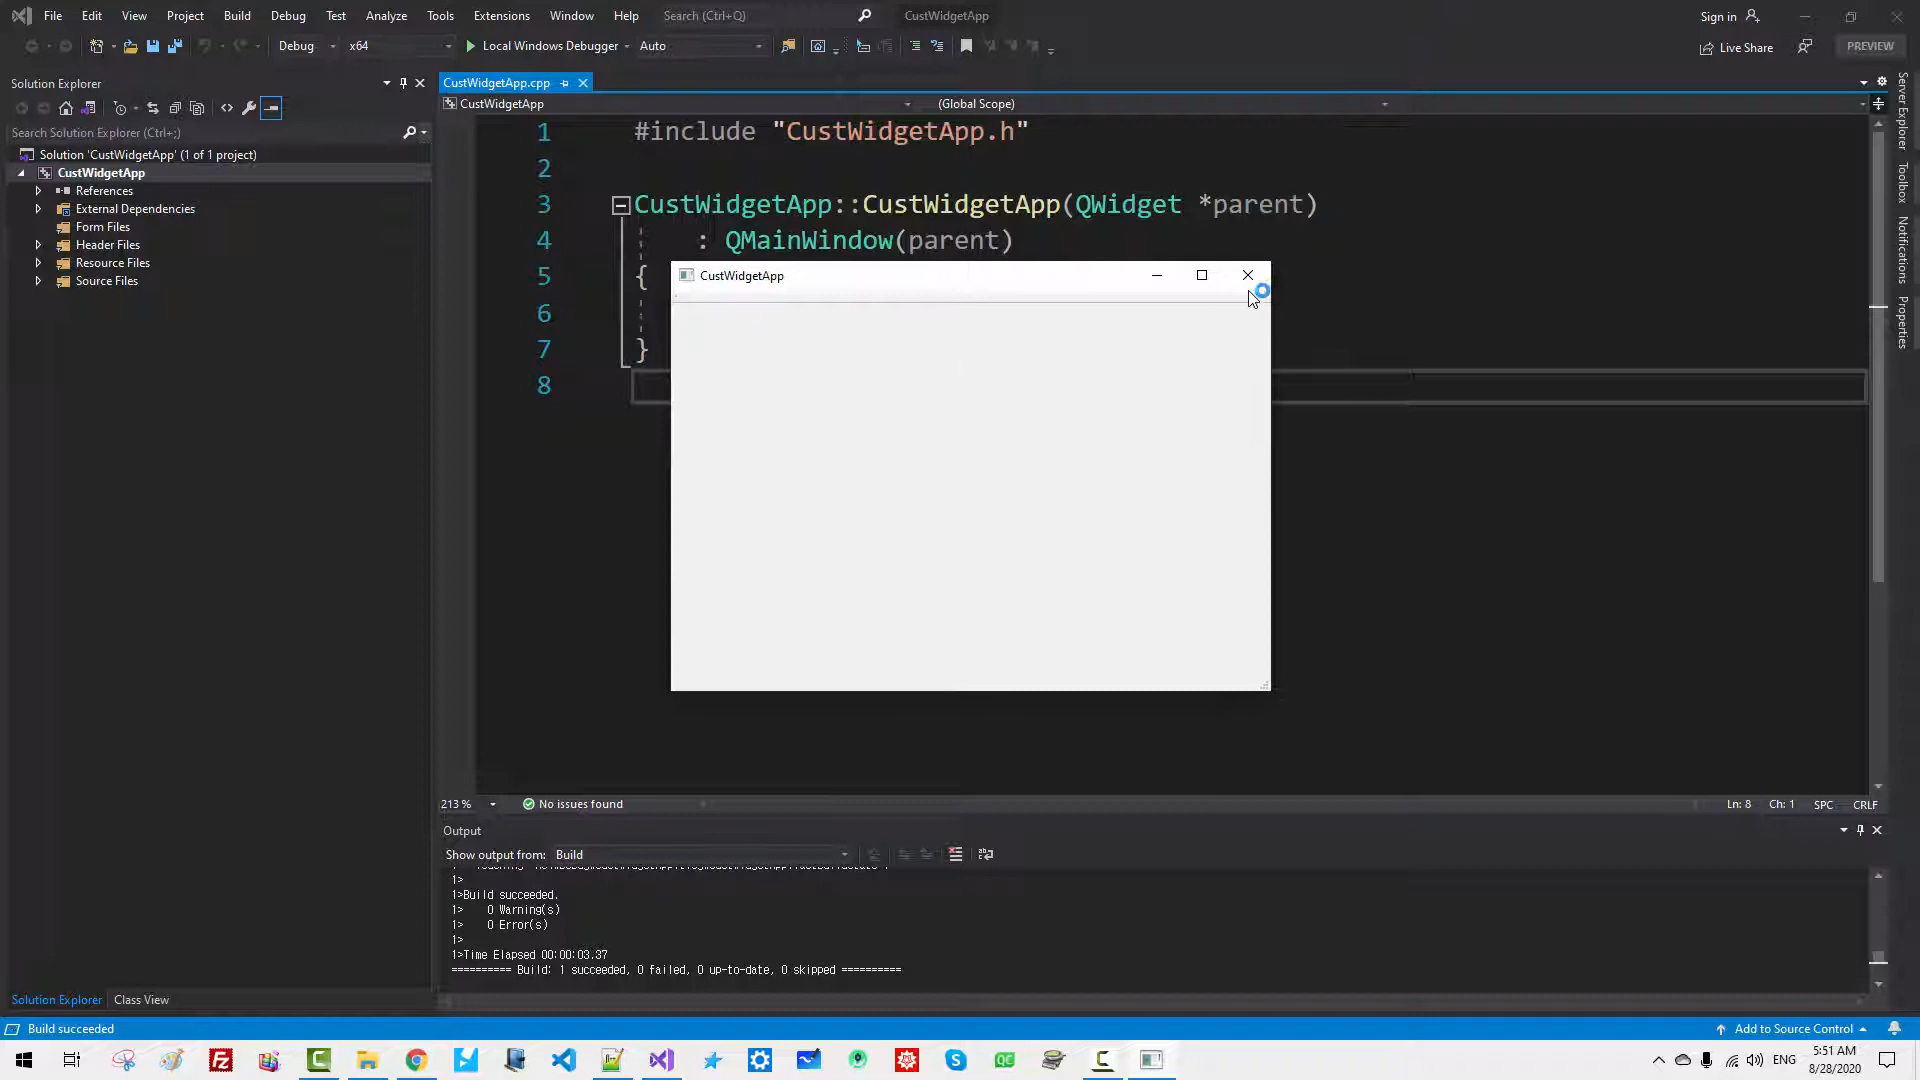 File Edit View Project Build Debug Test Analyze Tools Extensions Window Help Search (Ctrl+Q) CustWidgetApp Sign in
Debug x64 Local Windows Debugger Auto Live Share PREVIEW
Solution Explorer
Search Solution Explorer (Ctrl+;)
Solution 'CustWidgetApp' (1 of 1 project)
CustWidgetApp
References
External Dependencies
Form Files
Header Files
Resource Files
Source Files
Solution Explorer Class View
CustWidgetApp.cpp
CustWidgetApp (Global Scope)
1 #include "CustWidgetApp.h"
2
3 CustWidgetApp::CustWidgetApp(QWidget *parent)
4 : QMainWindow(parent)
5 {
6
7 }
8
CustWidgetApp
213 % No issues found Ln: 8 Ch: 1 SPC CRLF
Output
Show output from: Build
1>
1>Build succeeded.
1> 0 Warning(s)
1> 0 Error(s)
1>
1>Time Elapsed 00:00:03.37
========== Build: 1 succeeded, 0 failed, 0 up-to-date, 0 skipped ==========
Server Explorer
Toolbox
Notifications
Properties
Build succeeded Add to Source Control
ENG 5:51 AM
8/28/2020